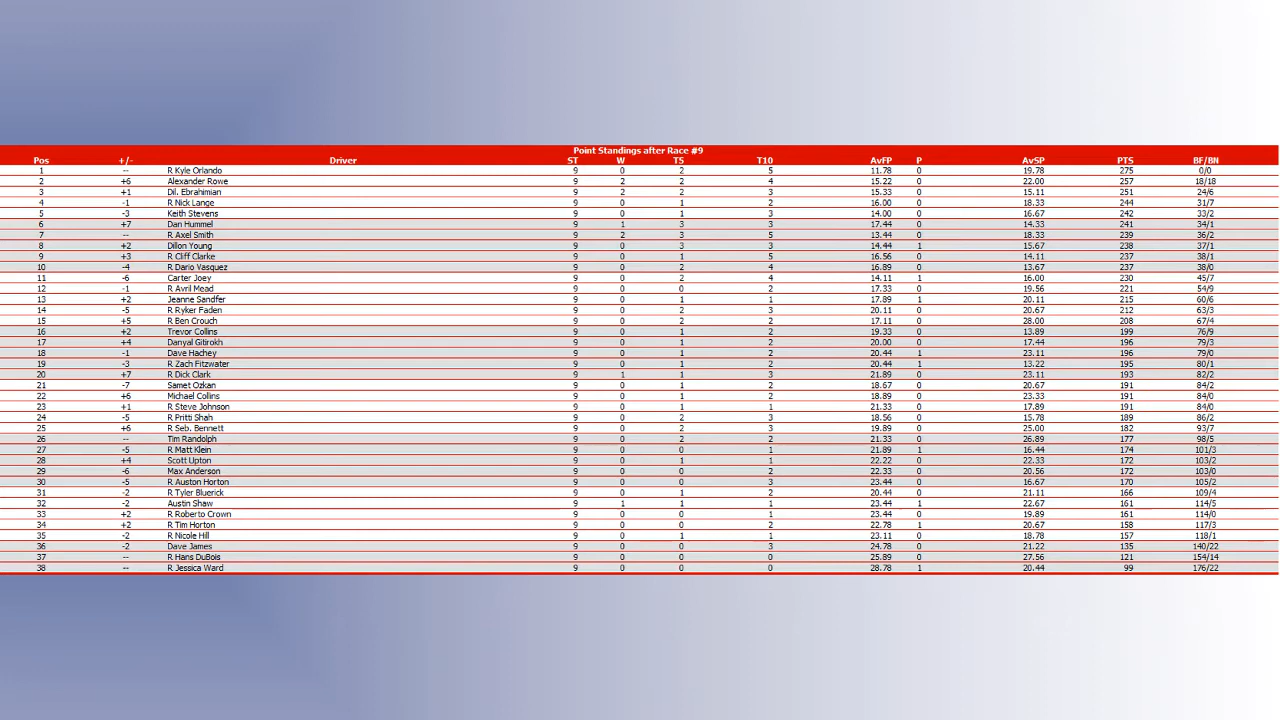 Point Standings after Race #9
Pos +/- Driver ST W T5 T10 AvFP P AvSP PTS BF/BN
1 -- R Kyle Orlando 9 0 2 5 11.78 0 19.78 275 0/0
2 +6 Alexander Rowe 9 2 2 4 15.22 0 22.00 257 18/18
3 +1 Dil. Ebrahimian 9 2 2 3 15.33 0 15.11 251 24/6
4 -1 R Nick Lange 9 0 1 2 16.00 0 18.33 244 31/7
5 -3 Keith Stevens 9 0 1 3 14.00 0 16.67 242 33/2
6 +7 Dan Hummel 9 1 3 3 17.44 0 14.33 241 34/1
7 -- R Axel Smith 9 2 3 5 13.44 0 18.33 239 36/2
8 +2 Dillon Young 9 0 3 3 14.44 1 15.67 238 37/1
9 +3 R Cliff Clarke 9 0 1 5 16.56 0 14.11 237 38/1
10 -4 R Dario Vasquez 9 0 2 4 16.89 0 13.67 237 38/0
11 -6 Carter Joey 9 0 2 4 14.11 1 16.00 230 45/7
12 -1 R Avril Mead 9 0 0 2 17.33 0 19.56 221 54/9
13 +2 Jeanne Sandfer 9 0 1 2 17.89 1 20.11 215 60/6
14 -5 R Ryker Faden 9 0 2 3 20.11 0 20.67 212 63/3
15 +5 R Ben Crouch 9 0 2 2 17.11 0 28.00 208 67/4
16 +2 Trevor Collins 9 0 1 2 19.33 0 13.89 199 76/9
17 +4 Danyal Gitirokh 9 0 1 2 20.00 0 17.44 196 79/3
18 -1 Dave Hachey 9 0 1 2 20.44 1 23.11 196 79/0
19 -3 R Zach Fitzwater 9 0 1 2 20.44 1 13.22 195 80/1
20 +7 R Dick Clark 9 1 1 3 21.89 0 23.11 193 82/2
21 -7 Samet Ozkan 9 0 1 2 18.67 0 20.67 191 84/2
22 +6 Michael Collins 9 0 1 2 18.89 0 23.33 191 84/0
23 +1 R Steve Johnson 9 0 1 1 21.33 0 17.89 191 84/0
24 -5 R Pritti Shah 9 0 2 3 18.56 0 15.78 189 86/2
25 +6 R Seb. Bennett 9 0 2 3 19.89 0 25.00 182 93/7
26 -- Tim Randolph 9 0 2 2 21.33 0 26.89 177 98/5
27 -5 R Matt Klein 9 0 0 1 21.89 1 16.44 174 101/3
28 +4 Scott Upton 9 0 1 1 22.22 0 22.33 172 103/2
29 -6 Max Anderson 9 0 0 2 22.33 0 20.56 172 103/0
30 -5 R Auston Horton 9 0 0 3 23.44 0 16.67 170 105/2
31 -2 R Tyler Bluerick 9 0 1 2 20.44 0 21.11 166 109/4
32 -2 Austin Shaw 9 1 1 1 23.44 1 22.67 161 114/5
33 +2 R Roberto Crown 9 0 0 1 23.44 0 19.89 161 114/0
34 +2 R Tim Horton 9 0 0 2 22.78 1 20.67 158 117/3
35 -2 R Nicole Hill 9 0 1 1 23.11 0 18.78 157 118/1
36 -2 Dave James 9 0 0 3 24.78 0 21.22 135 140/22
37 -- R Hans DuBois 9 0 0 0 25.89 0 27.56 121 154/14
38 -- R Jessica Ward 9 0 0 0 28.78 1 20.44 99 176/22